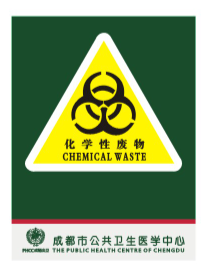 化学性废物
CHEMICAL WASTE
成都市公共卫生医学中心
THE PUBLIC HEALTH CENTRE OF CHENGDU